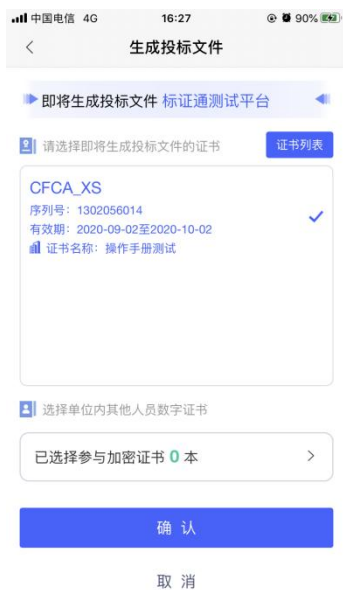 中国电信 4G 16:27 90%
生成投标文件
即将生成投标文件 标证通测试平台
请选择即将生成投标文件的证书 证书列表
CFCA_XS
序列号：1302056014
有效期：2020-09-02至2020-10-02
证书名称：操作手册测试
选择单位内其他人员数字证书
已选择参与加密证书 0 本
确 认
取 消